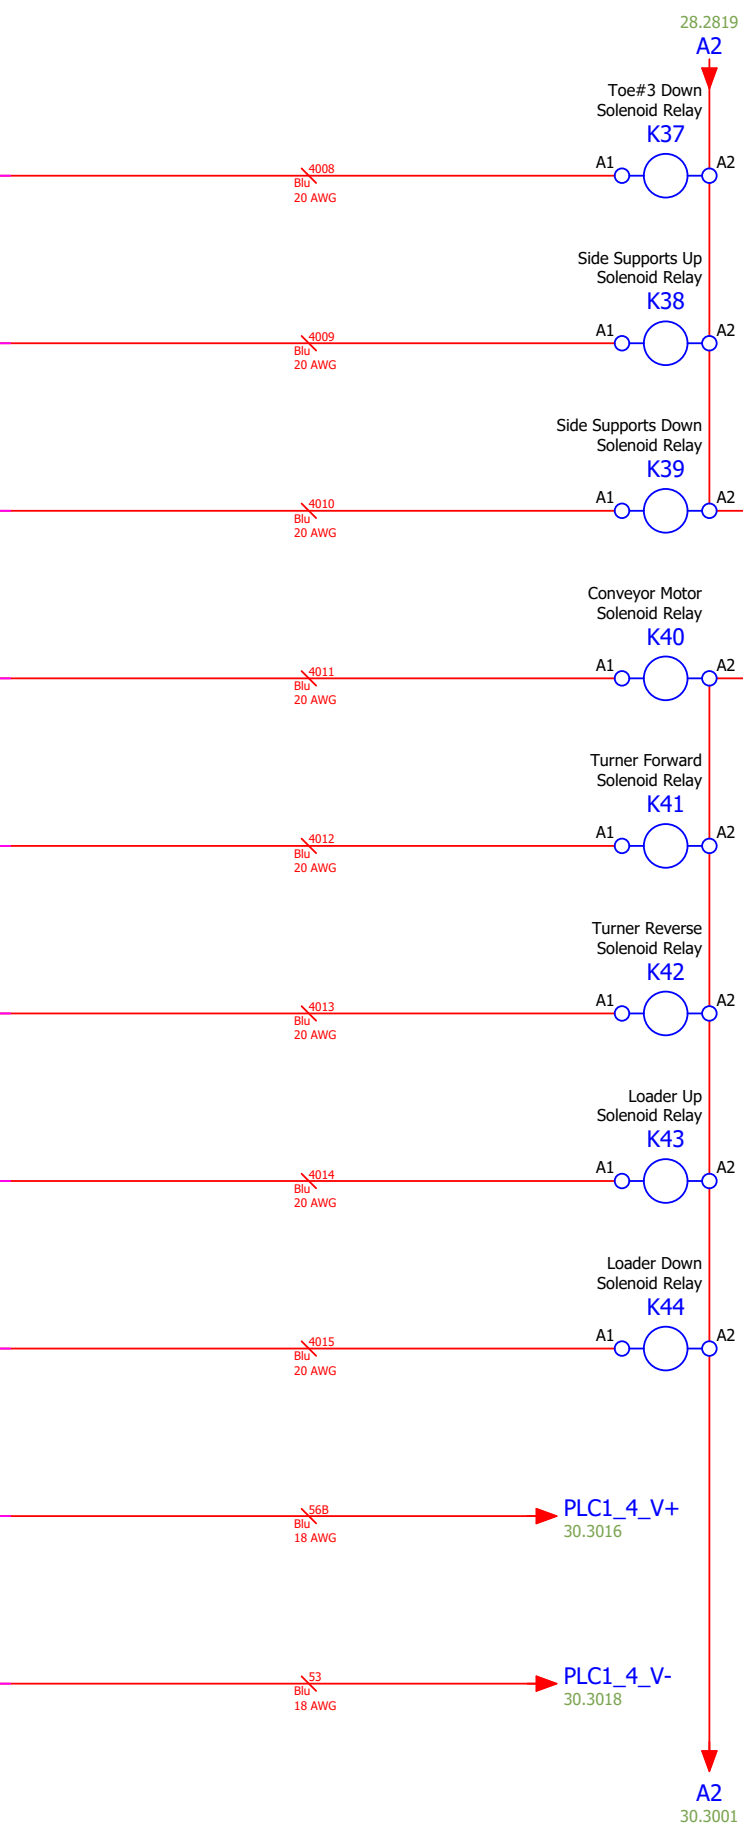 28.2819
A2
Toe#3 Down
Solenoid Relay
K37
A1
A2
4008
Blu
20 AWG
Side Supports Up
Solenoid Relay
K38
A1
A2
4009
Blu
20 AWG
Side Supports Down
Solenoid Relay
K39
A1
A2
4010
Blu
20 AWG
Conveyor Motor
Solenoid Relay
K40
A1
A2
4011
Blu
20 AWG
Turner Forward
Solenoid Relay
K41
A1
A2
4012
Blu
20 AWG
Turner Reverse
Solenoid Relay
K42
A1
A2
4013
Blu
20 AWG
Loader Up
Solenoid Relay
K43
A1
A2
4014
Blu
20 AWG
Loader Down
Solenoid Relay
K44
A1
A2
4015
Blu
20 AWG
56B
Blu
18 AWG
PLC1_4_V+
30.3016
53
Blu
18 AWG
PLC1_4_V-
30.3018
A2
30.3001